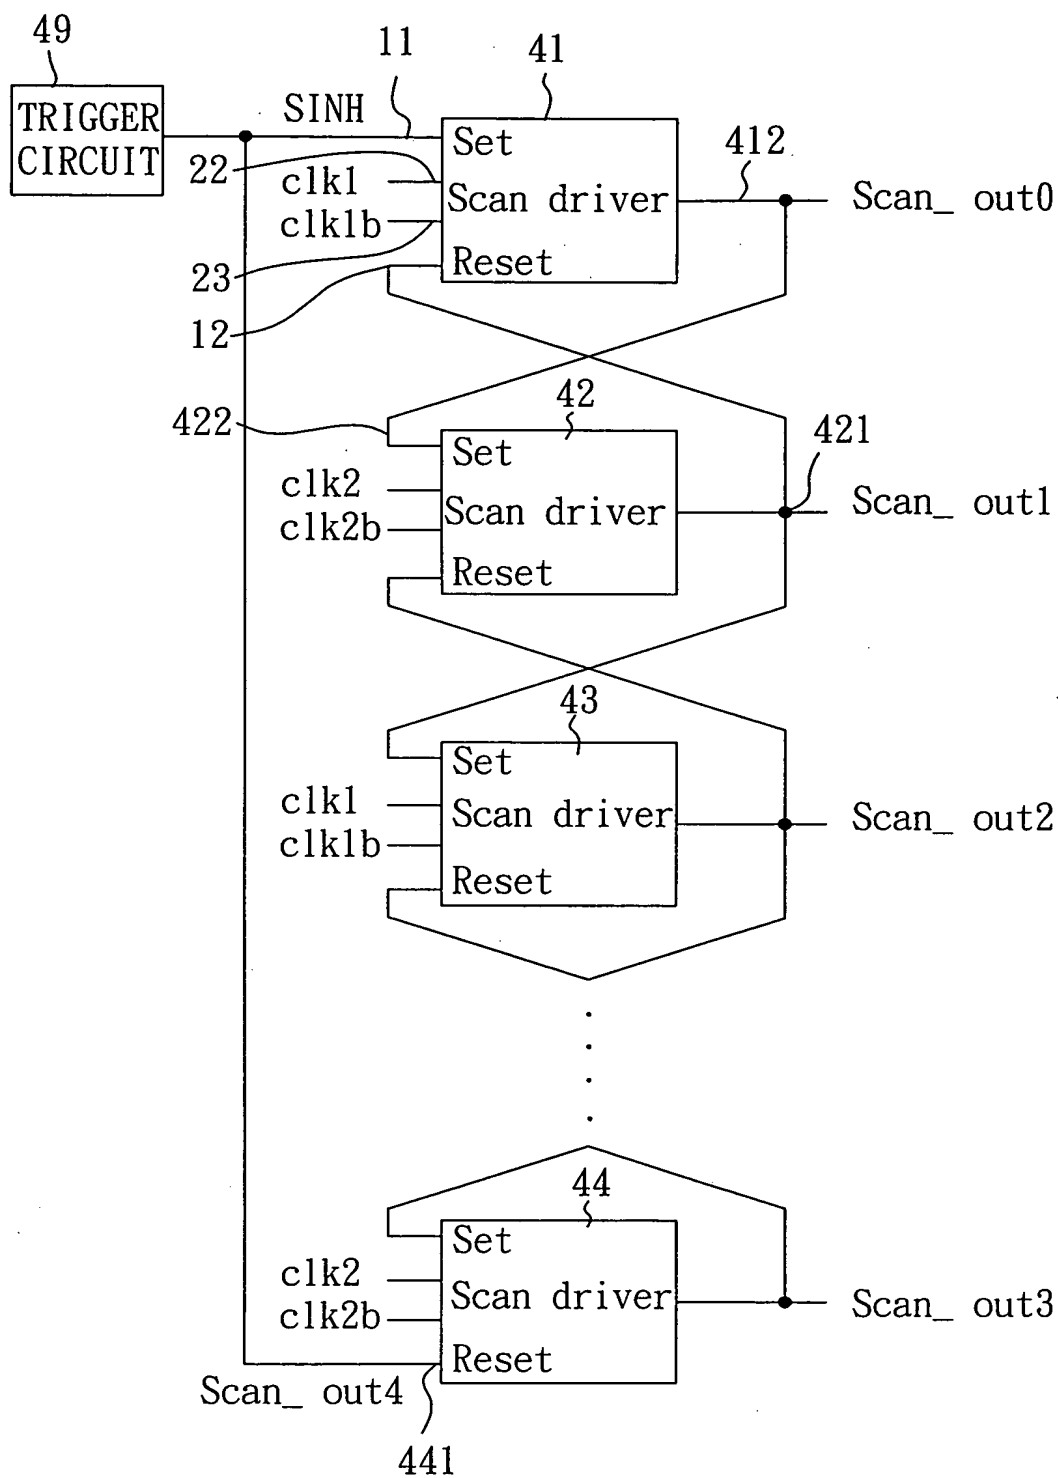 49
TRIGGER
CIRCUIT
SINH
11
41
Set
22
clk1
Scan driver
412
Scan_ out0
clk1b
23
Reset
12
422
42
421
Set
clk2
Scan driver
Scan_ out1
clk2b
Reset
43
Set
clk1
Scan driver
Scan_ out2
clk1b
Reset
44
Set
clk2
Scan driver
Scan_ out3
clk2b
Reset
Scan_ out4
441